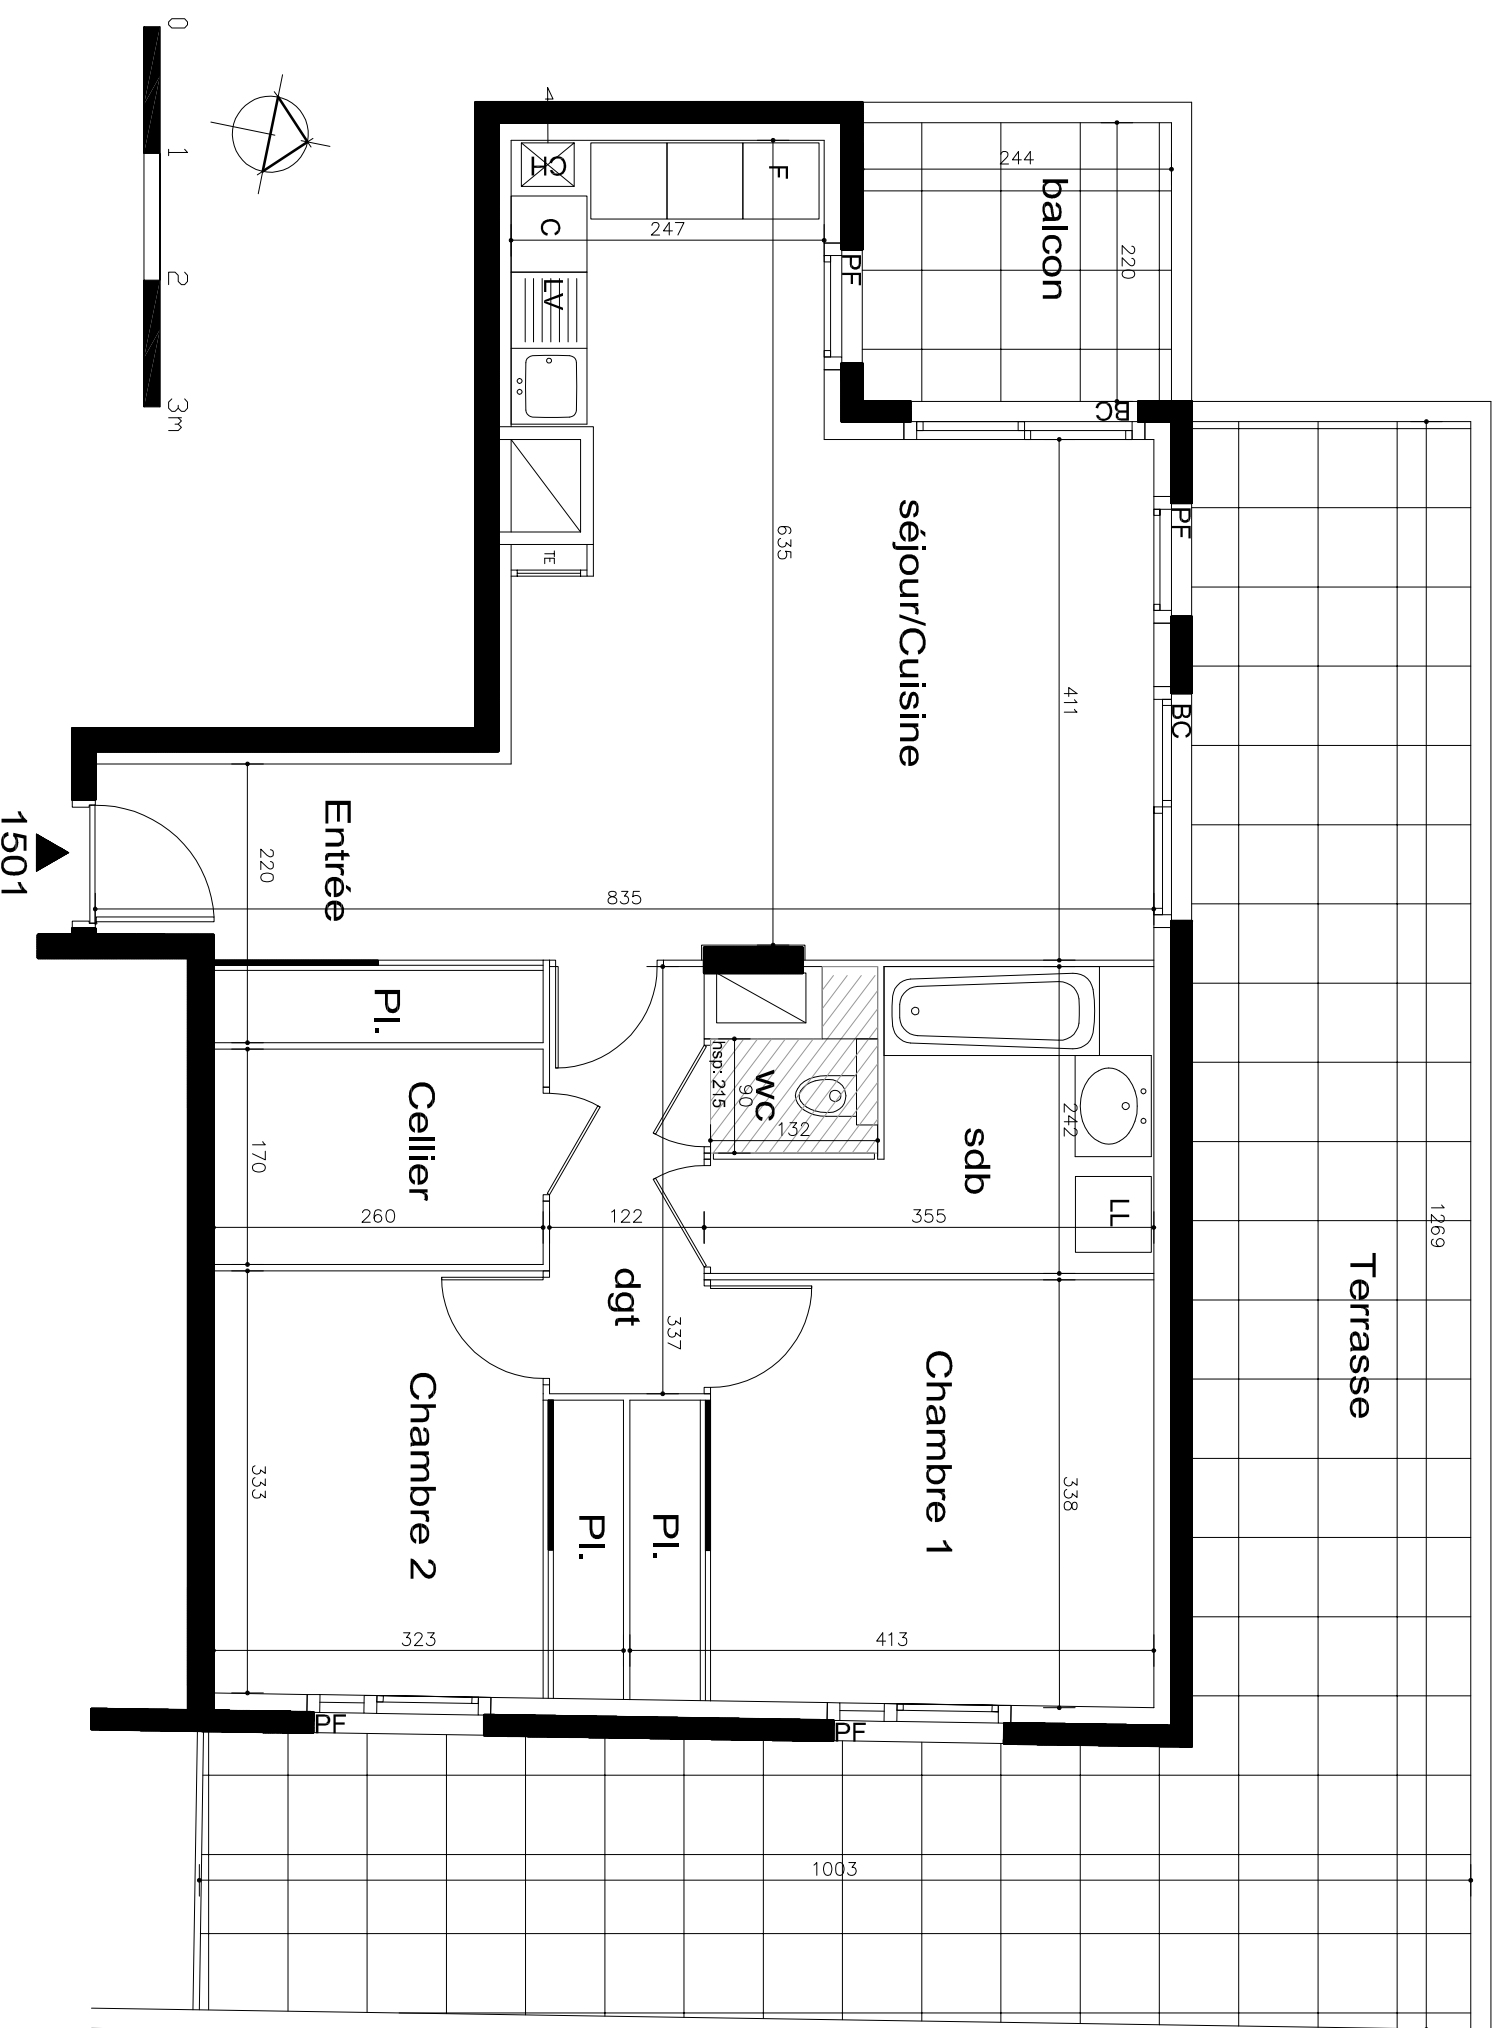 0
1
2
3m
balcon
244
220
CH
F
C
LV
247
PF
BC
TE
635
séjour/Cuisine
411
PF
BC
1501
Entrée
220
835
Pl.
Cellier
170
260
122
355
hsp: 215
90
wc
132
sdb
242
LL
dgt
337
Terrasse
1269
Chambre 2
333
323
Pl.
Pl.
Chambre 1
338
413
PF
PF
1003